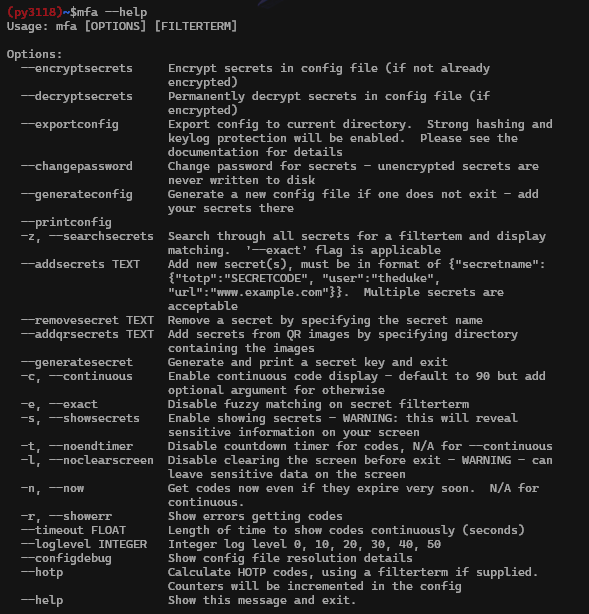 (py3118)~$mfa --help
Usage: mfa [OPTIONS] [FILTERTERM]
Options:
--encryptsecrets Encrypt secrets in config file (if not already
encrypted)
--decryptsecrets Permanently decrypt secrets in config file (if
encrypted)
--exportconfig Export config to current directory. Strong hashing and
keylog protection will be enabled. Please see the
documentation for details
--changepassword Change password for secrets - unencrypted secrets are
never written to disk
--generateconfig Generate a new config file if one does not exit - add
your secrets there
--printconfig
-z, --searchsecrets Search through all secrets for a filtertem and display
matching. '--exact' flag is applicable
--addsecrets TEXT Add new secret(s), must be in format of {"secretname":
{"totp":"SECRETCODE", "user":"theduke",
"url":"www.example.com"}}. Multiple secrets are
acceptable
--removesecret TEXT Remove a secret by specifying the secret name
--addqrsecrets TEXT Add secrets from QR images by specifying directory
containing the images
--generatesecret Generate and print a secret key and exit
-c, --continuous Enable continuous code display - default to 90 but add
optional argument for otherwise
-e, --exact Disable fuzzy matching on secret filterterm
-s, --showsecrets Enable showing secrets - WARNING: this will reveal
sensitive information on your screen
-t, --noendtimer Disable countdown timer for codes, N/A for --continuous
-l, --noclearscreen Disable clearing the screen before exit - WARNING - can
leave sensitive data on the screen
-n, --now Get codes now even if they expire very soon. N/A for
continuous.
-r, --showerr Show errors getting codes
--timeout FLOAT Length of time to show codes continuously (seconds)
--loglevel INTEGER Integer log level 0, 10, 20, 30, 40, 50
--configdebug Show config file resolution details
--hotp Calculate HOTP codes, using a filterterm if supplied.
Counters will be incremented in the config
--help Show this message and exit.